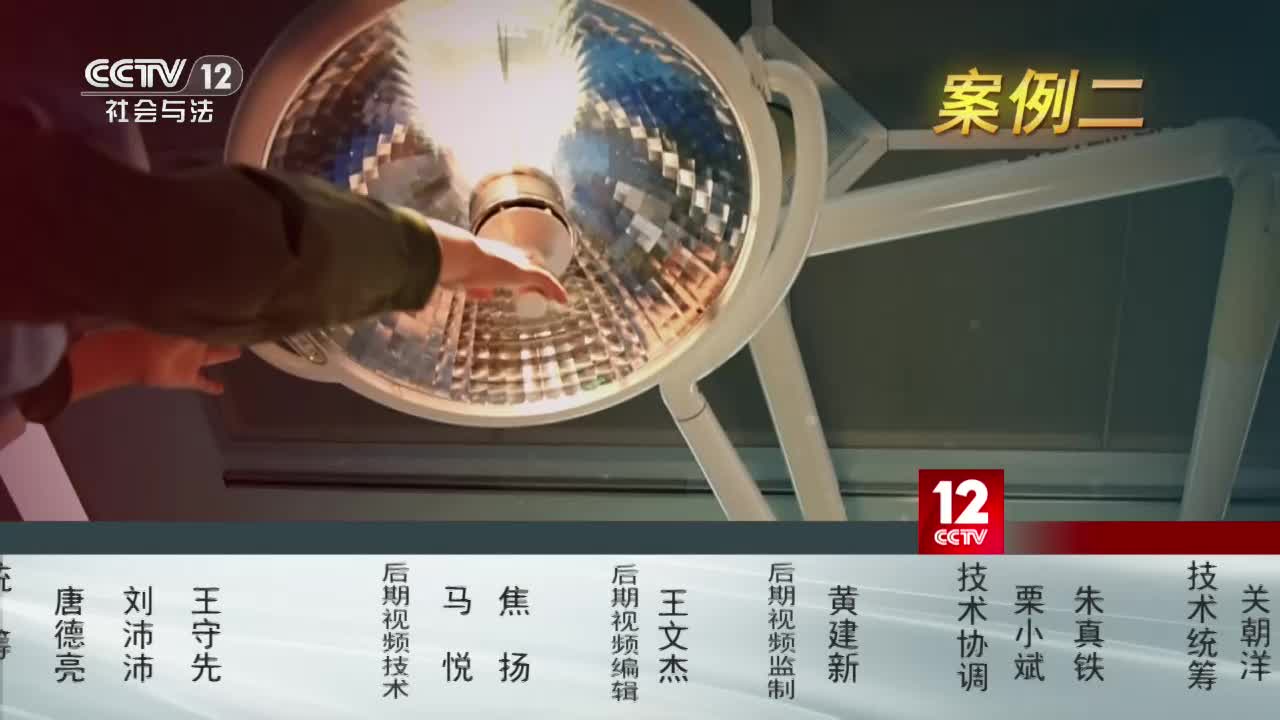 CCTV 12
社会与法
案例二
12
CCTV
唐德亮
刘沛沛
王守先
后期视频技术
马悦
焦扬
后期视频编辑
王文杰
后期视频监制
黄建新
技术协调
栗小斌
朱真铁
技术统筹
关朝洋